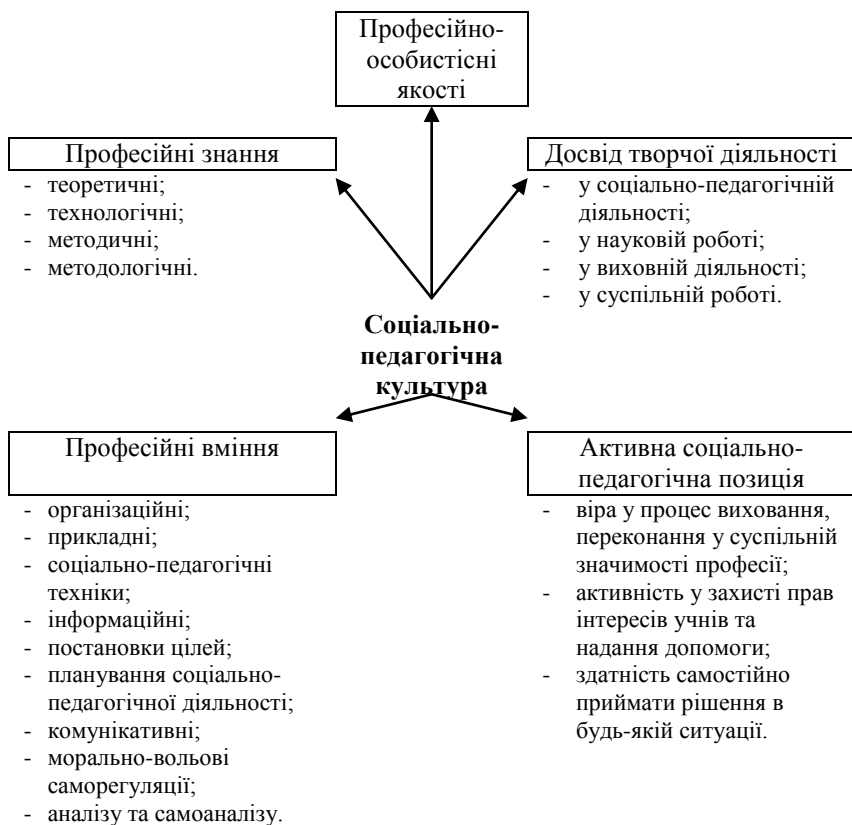 Професійно-
особистісні
якості
Професійні знання
- теоретичні;
- технологічні;
- методичні;
- методологічні.
Досвід творчої діяльності
- у соціально-педагогічній
діяльності;
- у науковій роботі;
- у виховній діяльності;
- у суспільній роботі.
Соціально-
педагогічна
культура
Професійні вміння
- організаційні;
- прикладні;
- соціально-педагогічні
техніки;
- інформаційні;
- постановки цілей;
- планування соціально-
педагогічної діяльності;
- комунікативні;
- морально-вольові
саморегуляції;
- аналізу та самоаналізу.
Активна соціально-
педагогічна позиція
- віра у процес виховання,
переконання у суспільній
значимості професії;
- активність у захисті прав
інтересів учнів та
надання допомоги;
- здатність самостійно
приймати рішення в
будь-якій ситуації.